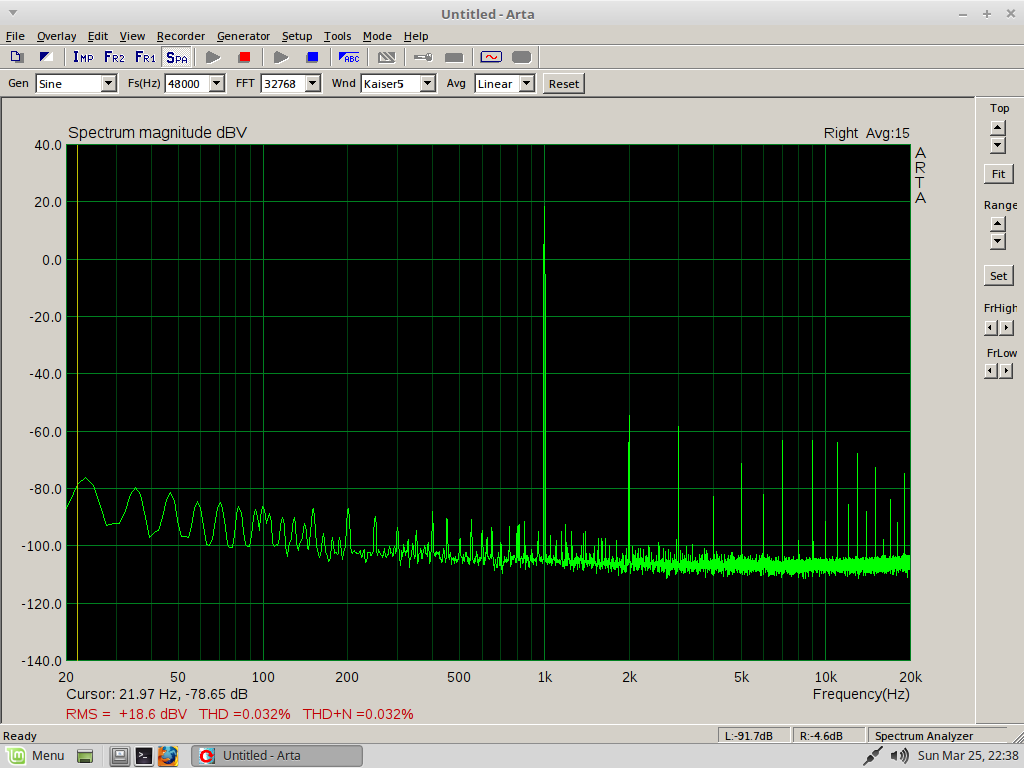 Untitled - Arta
File Overlay Edit View Recorder Generator Setup Tools Mode Help
IMP FR2 FR1 SPA ABC
Gen Sine Fs(Hz) 48000 FFT 32768 Wnd Kaiser5 Avg Linear Reset
Top
Fit
Range
Set
FrHigh
FrLow
Spectrum magnitude dBV Right Avg:15
A
R
T
A
40.0
20.0
0.0
-20.0
-40.0
-60.0
-80.0
-100.0
-120.0
-140.0
20 50 100 200 500 1k 2k 5k 10k 20k
Cursor: 21.97 Hz, -78.65 dB Frequency(Hz)
RMS = +18.6 dBV THD =0.032% THD+N =0.032%
Ready L:-91.7dB R:-4.6dB Spectrum Analyzer
Menu Untitled - Arta Sun Mar 25, 22:38